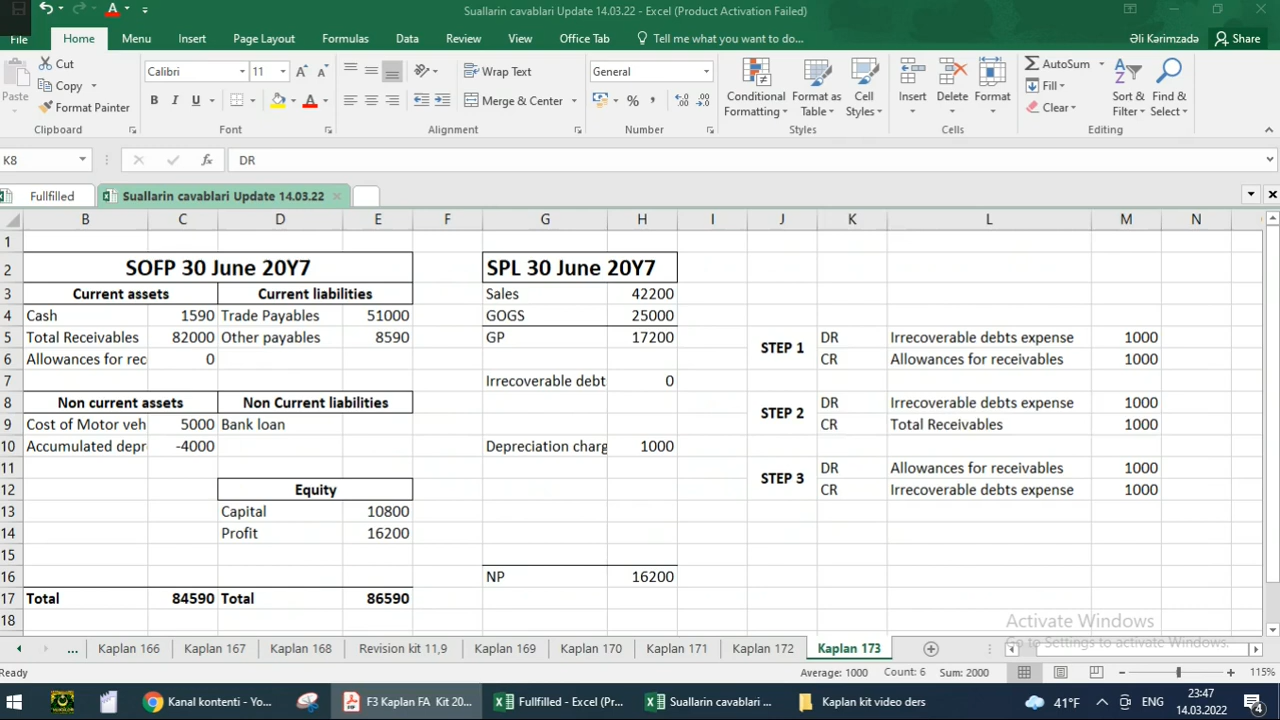 Suallarin cavablari Update 14.03.22 - Excel (Product Activation Failed)
File Home Menu Insert Page Layout Formulas Data Review View Office Tab Tell me what you want to do... Əli Kərimzadə Share
Cut
Copy
Format Painter
Paste
Clipboard
Calibri 11
B I U
Font
Wrap Text
Merge & Center
Alignment
General
Number
Conditional Formatting
Format as Table
Cell Styles
Styles
Insert Delete Format
Cells
AutoSum
Fill
Clear
Sort & Filter
Find & Select
Editing
K8 fx DR
Fullfilled Suallarin cavablari Update 14.03.22
B C D E F G H I J K L M N
1
2 SOFP 30 June 20Y7 SPL 30 June 20Y7
3 Current assets Current liabilities Sales 42200
4 Cash 1590 Trade Payables 51000 GOGS 25000
5 Total Receivables 82000 Other payables 8590 GP 17200 STEP 1 DR Irrecoverable debts expense 1000
6 Allowances for rec 0 CR Allowances for receivables 1000
7 Irrecoverable debt 0
8 Non current assets Non Current liabilities STEP 2 DR Irrecoverable debts expense 1000
9 Cost of Motor veh 5000 Bank loan CR Total Receivables 1000
10 Accumulated depr -4000 Depreciation charg 1000
11 STEP 3 DR Allowances for receivables 1000
12 Equity CR Irrecoverable debts expense 1000
13 Capital 10800
14 Profit 16200
15
16 NP 16200
17 Total 84590 Total 86590
18
Activate Windows
Go to Settings to activate Windows.
... Kaplan 166 Kaplan 167 Kaplan 168 Revision kit 11,9 Kaplan 169 Kaplan 170 Kaplan 171 Kaplan 172 Kaplan 173
Ready Average: 1000 Count: 6 Sum: 2000 115%
Kanal kontenti - Yo... F3 Kaplan FA Kit 20... Fullfilled - Excel (Pr... Suallarin cavablari ... Kaplan kit video ders 41°F ENG 23:47
14.03.2022 4